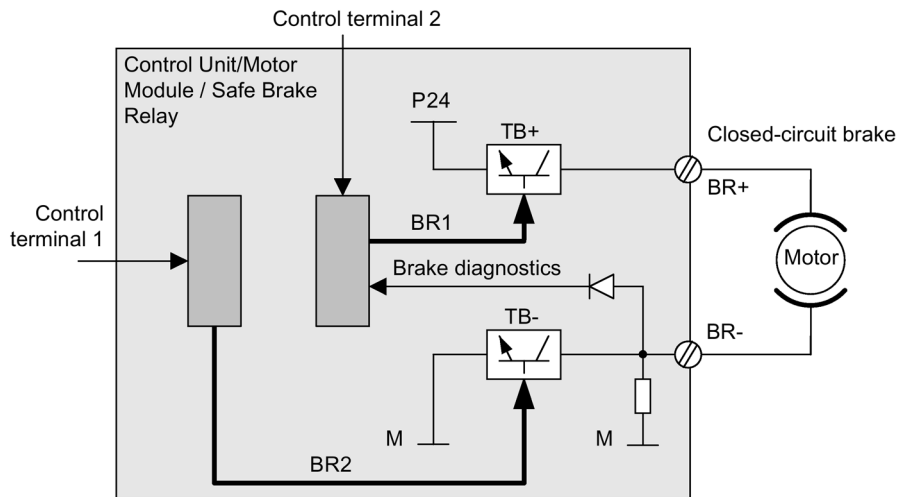 Control terminal 2
Control Unit/Motor
Module / Safe Brake
Relay
P24
TB+
Closed-circuit brake
BR+
Control
terminal 1
BR1
Motor
Brake diagnostics
TB-
BR-
M
M
BR2